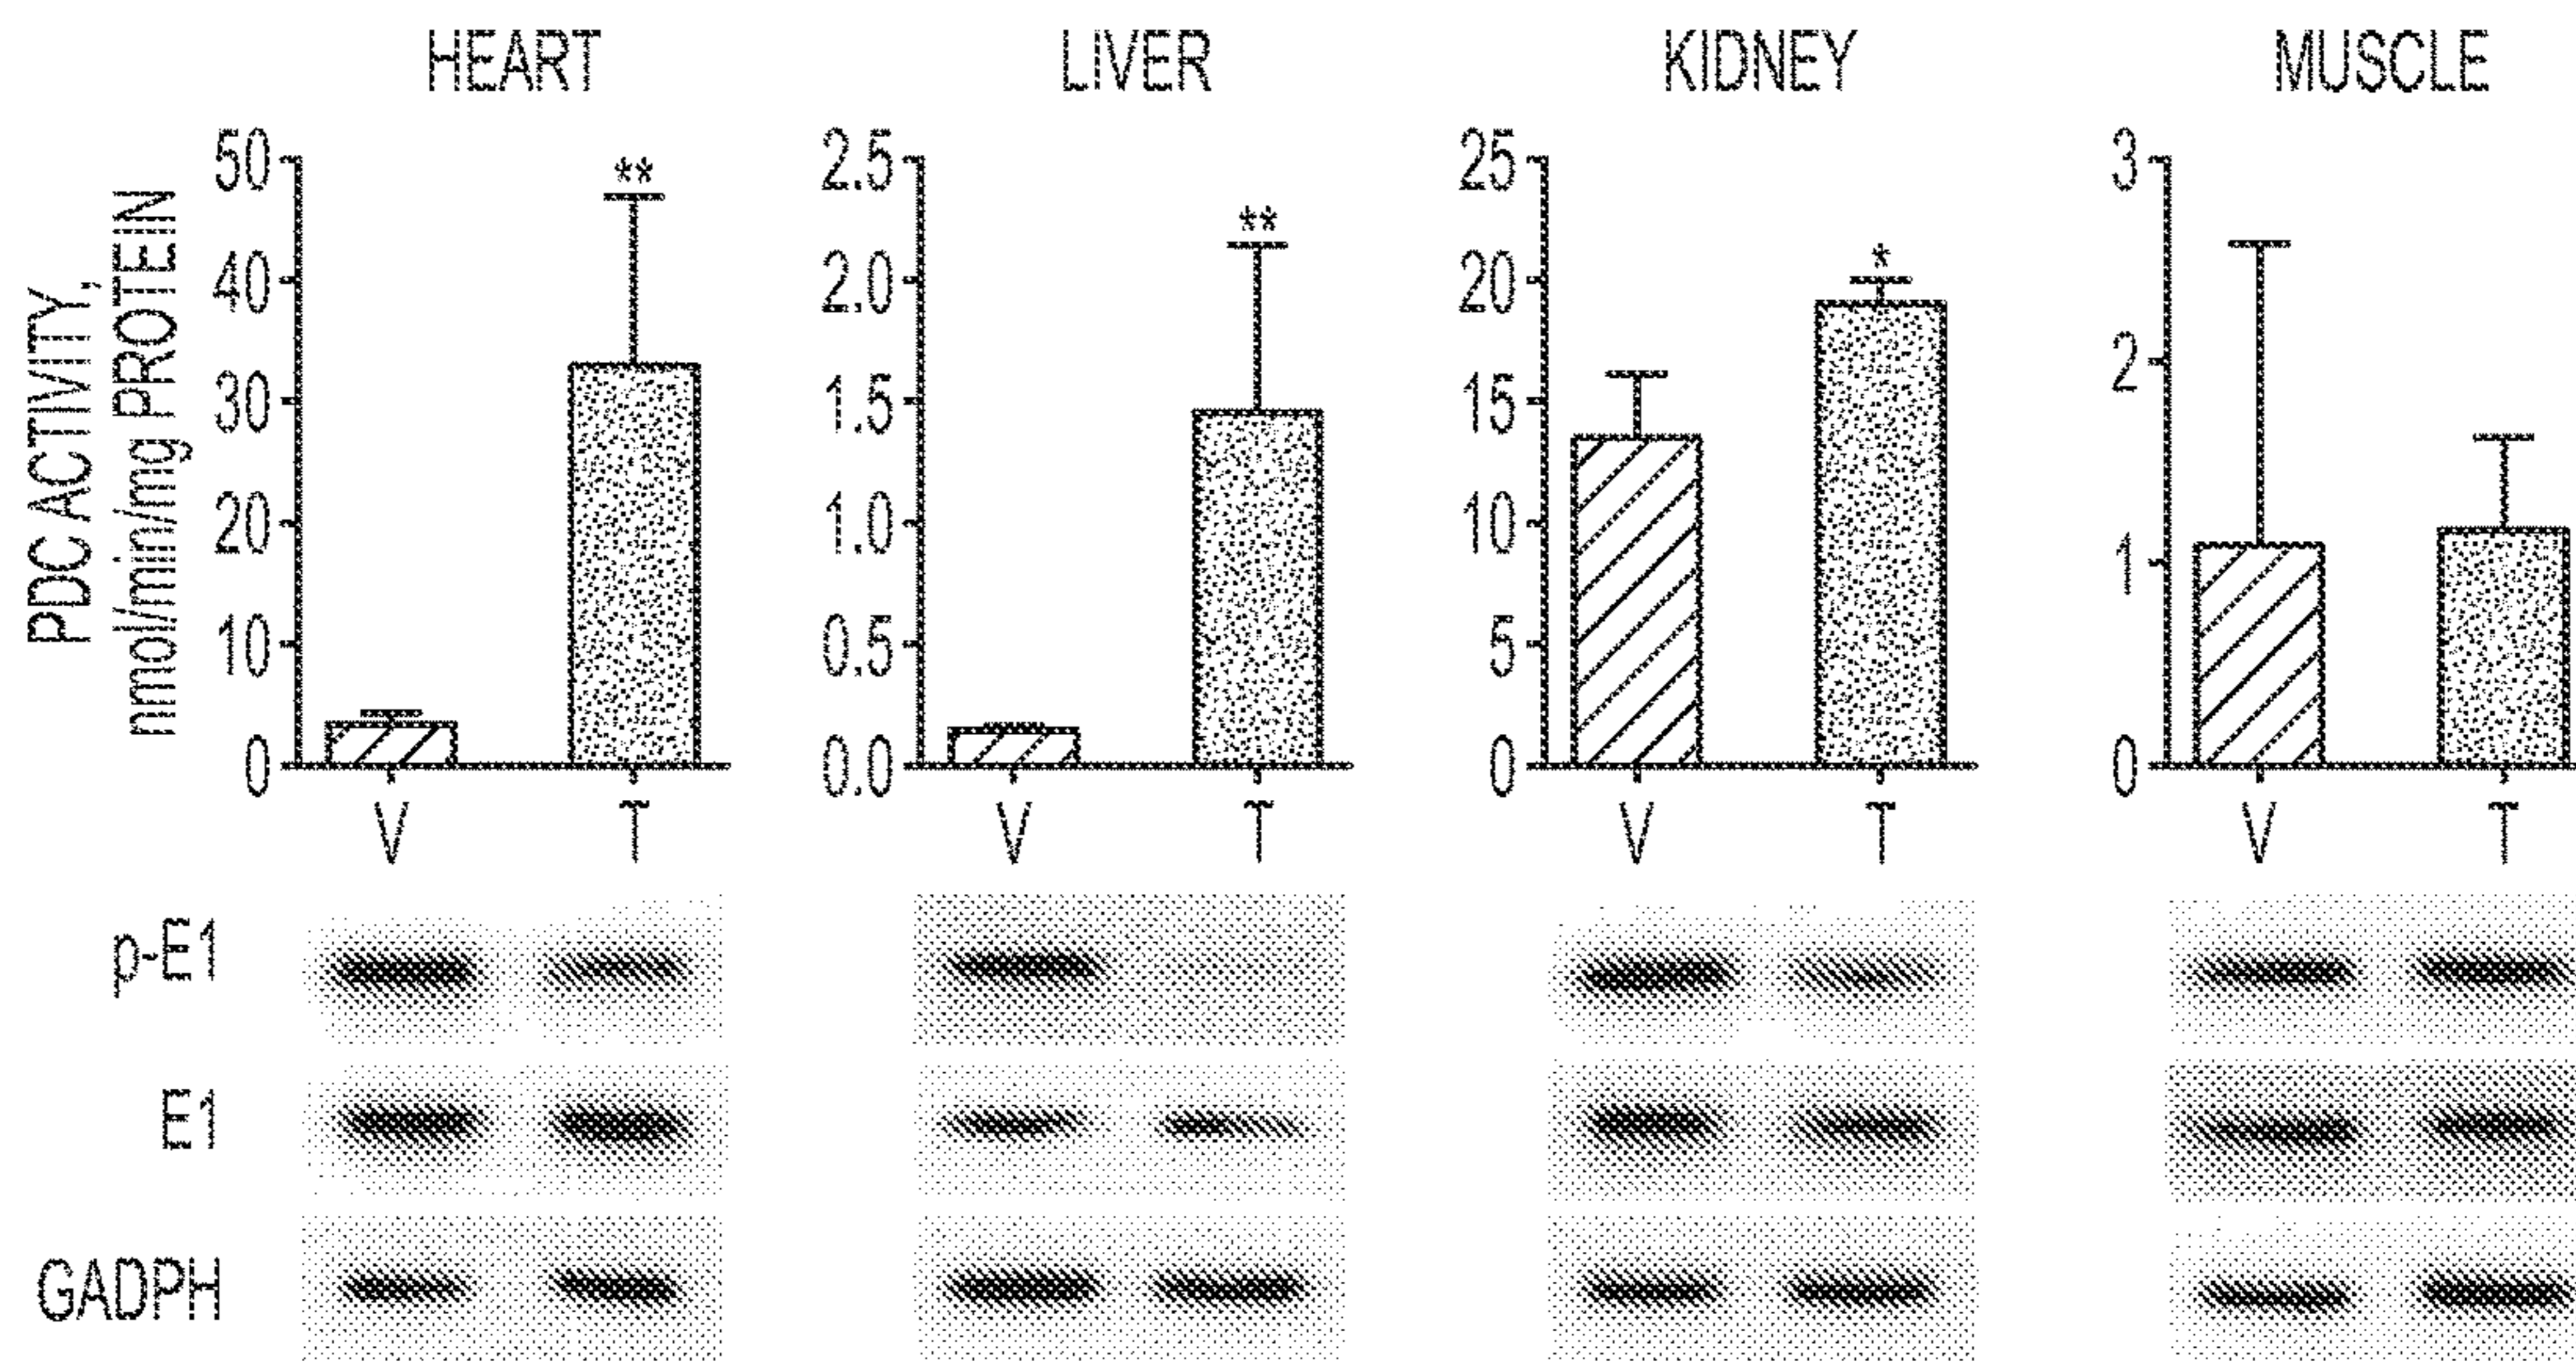 HEART
LIVER
KIDNEY
MUSCLE
PDC ACTIVITY,
nmol/min/mg PROTEIN
50
40
30
20
10
0
**
V
T
2.5
2.0
1.5
1.0
0.5
0.0
**
V
T
25
20
15
10
5
0
*
V
T
3
2
1
0
V
T
p-E1
E1
GADPH